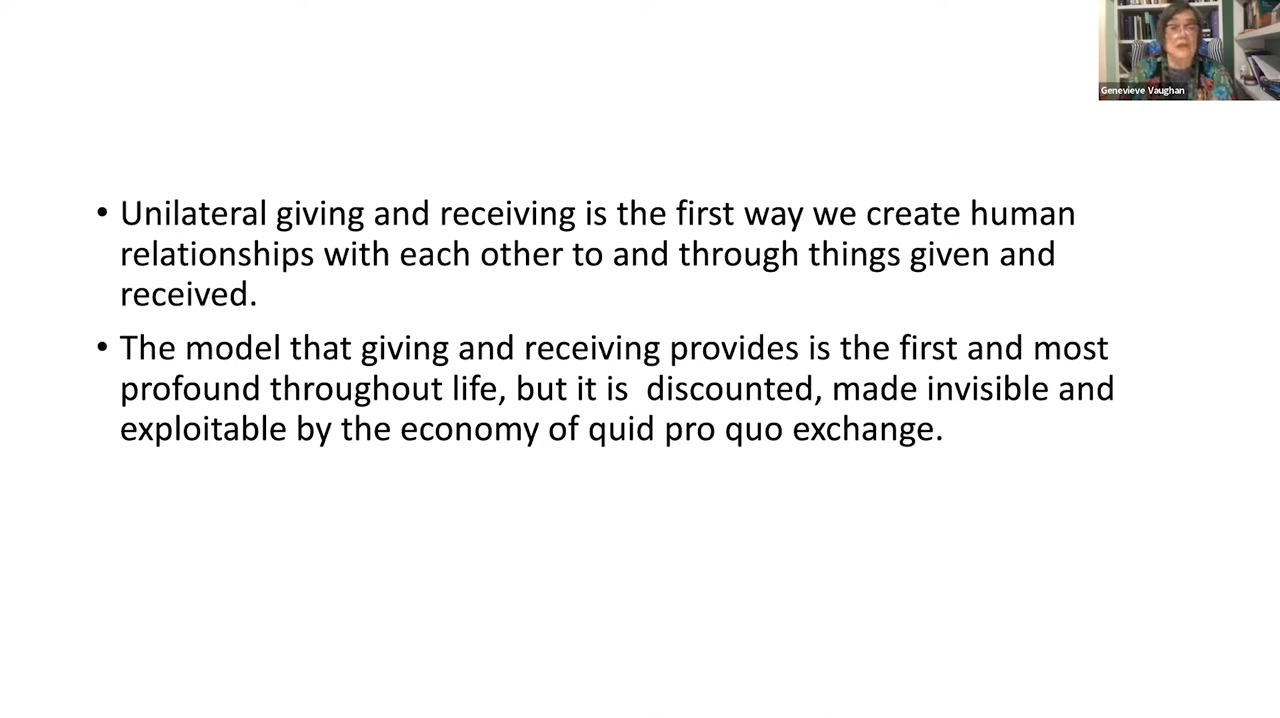 Genevieve Vaughan
• Unilateral giving and receiving is the first way we create human
relationships with each other to and through things given and
received.
• The model that giving and receiving provides is the first and most
profound throughout life, but it is  discounted, made invisible and
exploitable by the economy of quid pro quo exchange.